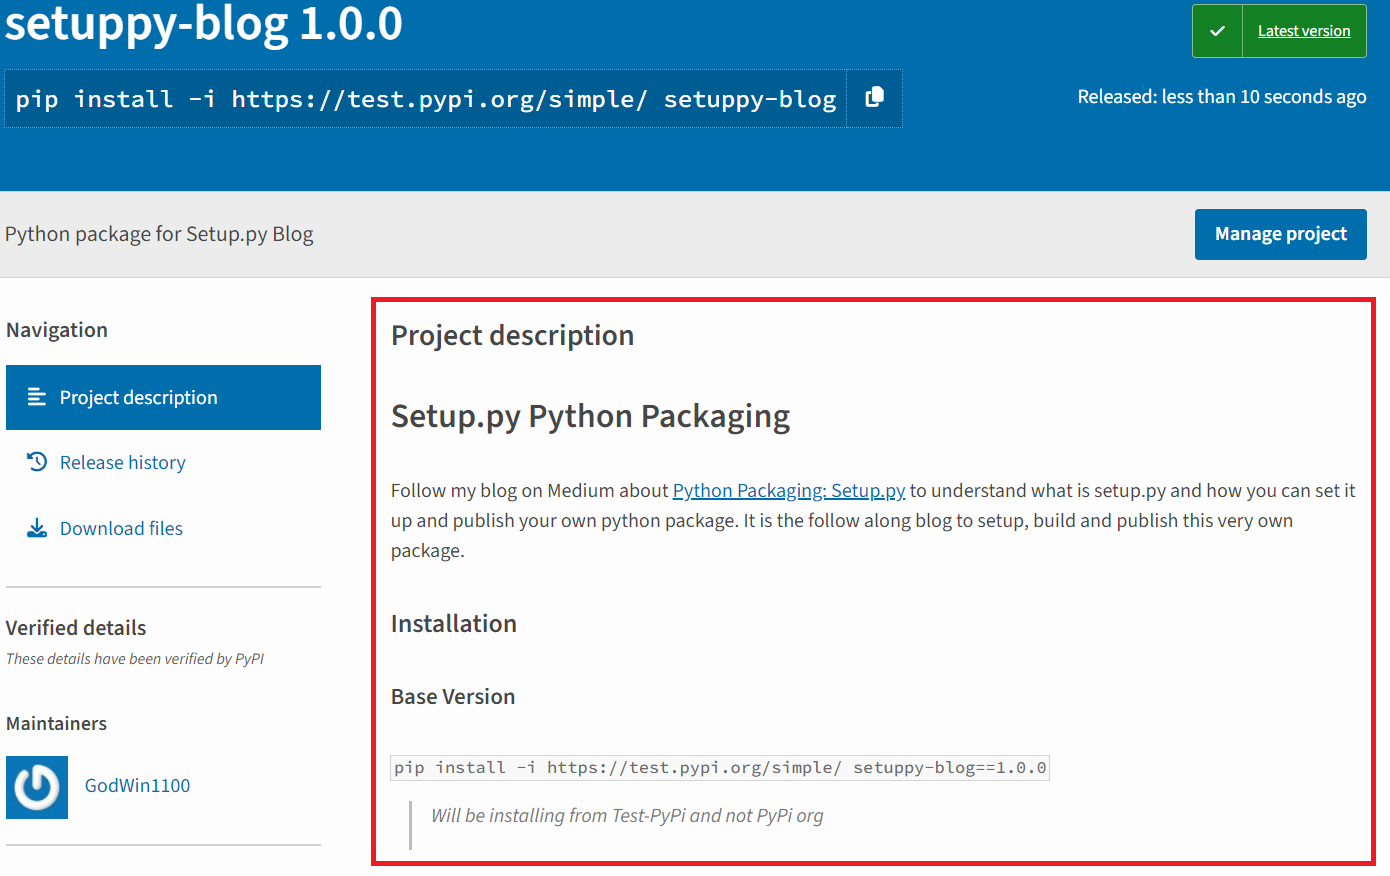 setuppy-blog 1.0.0
Latest version
pip install -i https://test.pypi.org/simple/ setuppy-blog
Released: less than 10 seconds ago
Python package for Setup.py Blog
Manage project
Navigation
Project description
Release history
Download files
Verified details
These details have been verified by PyPI
Maintainers
GodWin1100
Project description
Setup.py Python Packaging
Follow my blog on Medium about Python Packaging: Setup.py to understand what is setup.py and how you can set it
up and publish your own python package. It is the follow along blog to setup, build and publish this very own
package.
Installation
Base Version
pip install -i https://test.pypi.org/simple/ setuppy-blog==1.0.0
Will be installing from Test-PyPi and not PyPi org